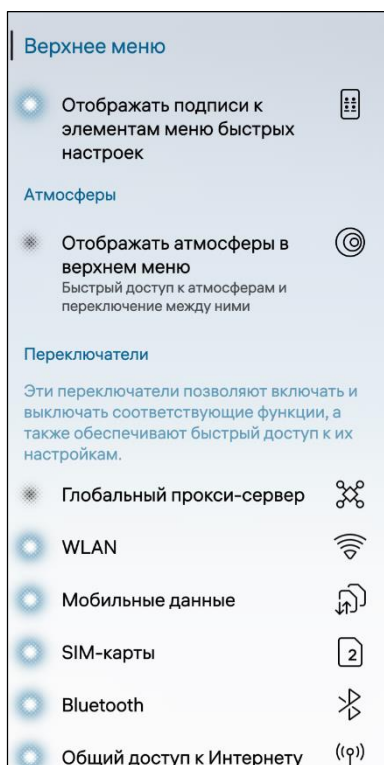 Верхнее меню
Отображать подписи к
элементам меню быстрых
настроек
Атмосферы
Отображать атмосферы в
верхнем меню
Быстрый доступ к атмосферам и
переключение между ними
Переключатели
Эти переключатели позволяют включать и
выключать соответствующие функции, а
также обеспечивают быстрый доступ к их
настройкам.
Глобальный прокси-сервер
WLAN
Мобильные данные
SIM-карты
2
Bluetooth
Общий доступ к Интернету